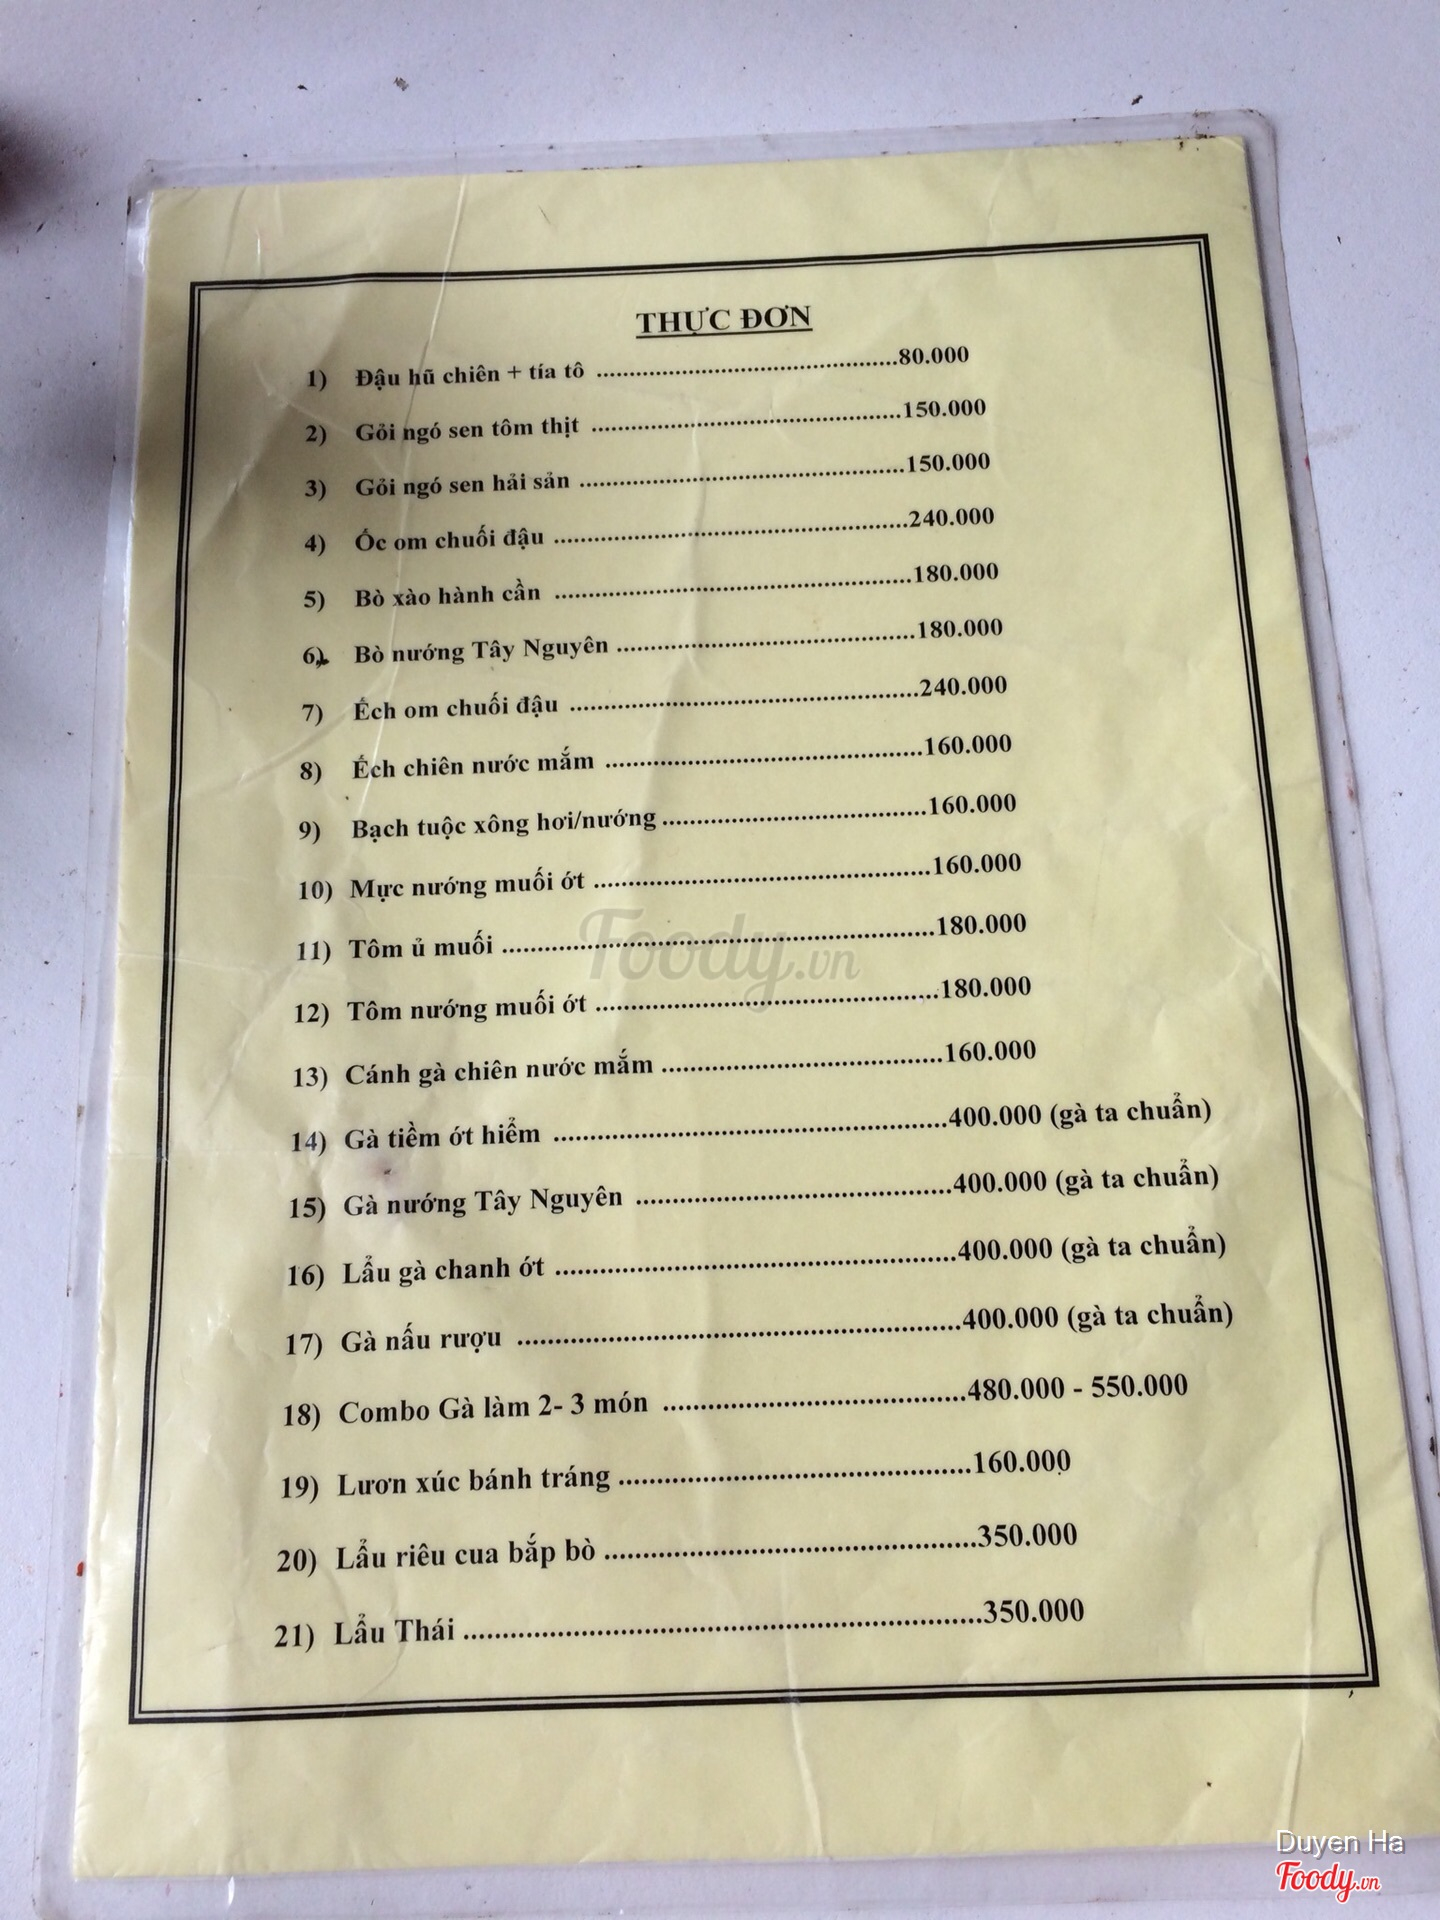 THỰC ĐƠN
1) Đậu hũ chiên + tía tô ............................................80.000
2) Gỏi ngó sen tôm thịt .............................................150.000
3) Gỏi ngó sen hải sản ...............................................150.000
4) Ốc om chuối đậu ...................................................240.000
5) Bò xào hành cần ...................................................180.000
6) Bò nướng Tây Nguyên ...........................................180.000
7) Ếch om chuối đậu ..................................................240.000
8) Ếch chiên nước mắm .............................................160.000
9) Bạch tuộc xông hơi/nướng ......................................160.000
10) Mực nướng muối ớt ...............................................160.000
11) Tôm ủ muối ..........................................................180.000
12) Tôm nướng muối ớt ................................................180.000
13) Cánh gà chiên nước mắm ........................................160.000
14) Gà tiềm ớt hiểm .....................................................400.000 (gà ta chuẩn)
15) Gà nướng Tây Nguyên ............................................400.000 (gà ta chuẩn)
16) Lẩu gà chanh ớt .....................................................400.000 (gà ta chuẩn)
17) Gà nấu rượu ..........................................................400.000 (gà ta chuẩn)
18) Combo Gà làm 2- 3 món .........................................480.000 - 550.000
19) Lươn xúc bánh tráng ..............................................160.000
20) Lẩu riêu cua bắp bò ................................................350.000
21) Lẩu Thái ................................................................350.000
Foody.vn
Duyen Ha
Foody.vn